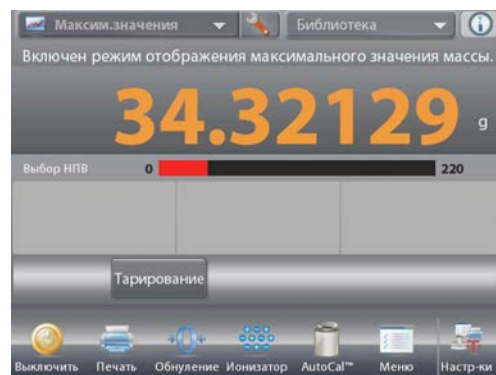 Максим.значения Библиотека
Включен режим отображения максимального значения массы.
34.32129 g
Выбор НПВ 0 220
Тарирование
Выключить Печать Обнуление Ионизатор AutoCal™ Меню Настр-ки